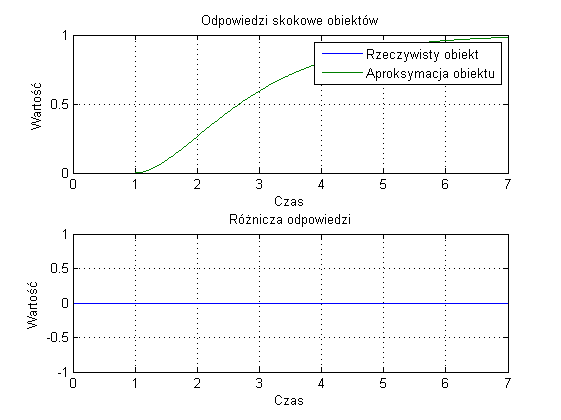 Odpowiedzi skokowe obiektów
1
Rzeczywisty obiekt
Aproksymacja obiektu
0.5
0
Wartość
0 1 2 3 4 5 6 7
Czas
Różnicza odpowiedzi
1
0.5
0
-0.5
-1
Wartość
0 1 2 3 4 5 6 7
Czas